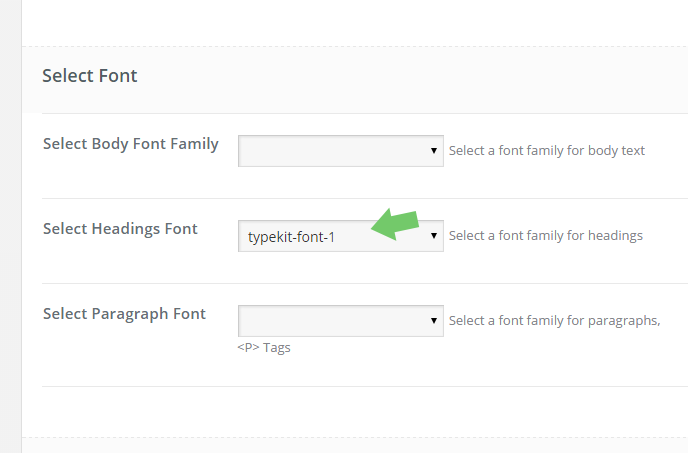 Select Font
Select Body Font Family
Select a font family for body text
Select Headings Font
typekit-font-1
Select a font family for headings
Select Paragraph Font
Select a font family for paragraphs,
<P> Tags